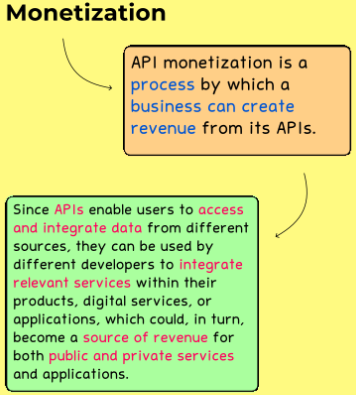 Monetization
API monetization is a
process by which a
business can create
revenue from its APIs.
Since APIs enable users to access
and integrate data from different
sources, they can be used by
different developers to integrate
relevant services within their
products, digital services, or
applications, which could, in turn,
become a source of revenue for
both public and private services
and applications.